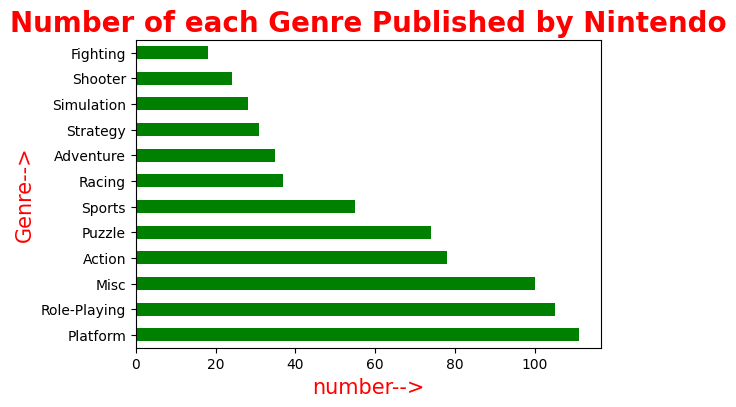 Number of each Genre Published by Nintendo
Fighting
Shooter
Simulation
Strategy
Adventure
Racing
Sports
Puzzle
Action
Misc
Role-Playing
Platform
Genre-->
0 20 40 60 80 100
number-->